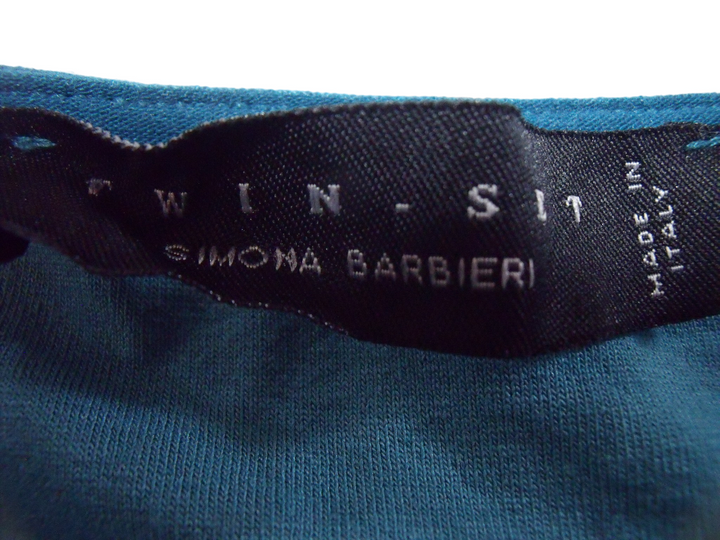 TWIN-SET
SIMONA BARBIERI
MADE IN
ITALY